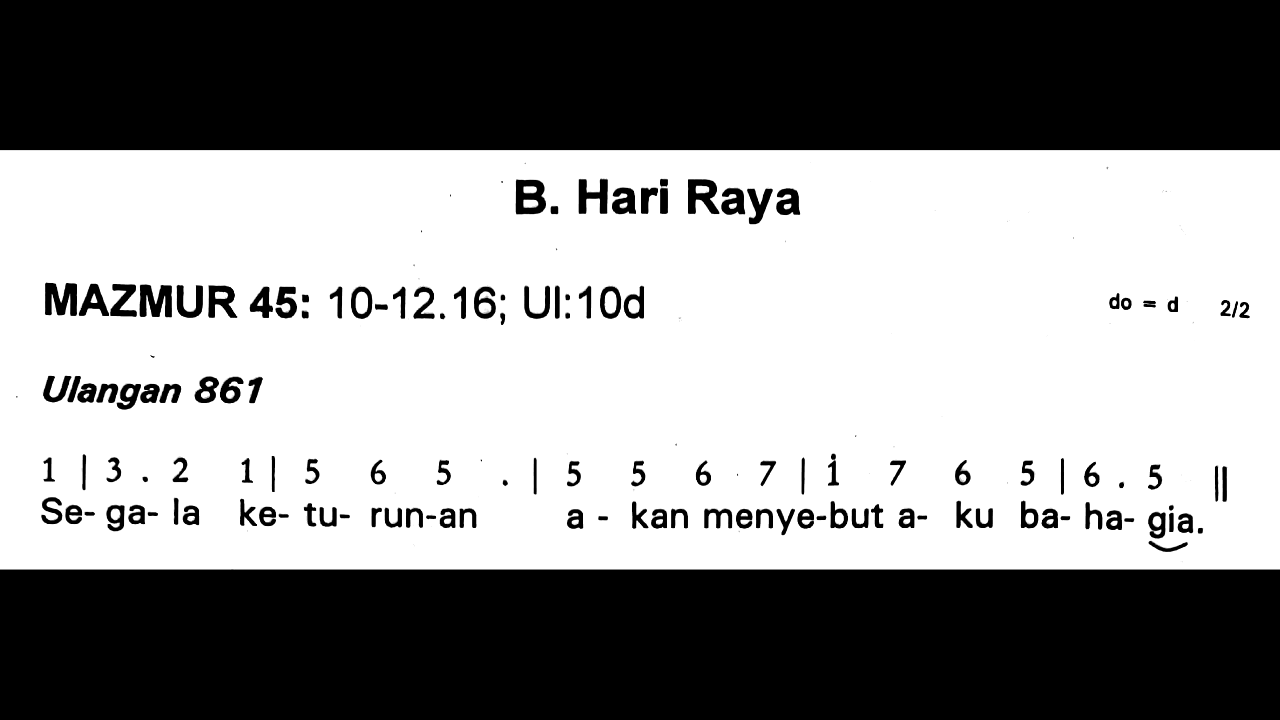 B. Hari Raya
MAZMUR 45: 10-12.16; Ul:10d do = d 2/2
Ulangan 861
1 | 3 . 2 1 | 5 6 5 . | 5 5 6 7 | i 7 6 5 | 6 . 5 ||
Se- ga- la ke- tu- run-an a - kan menye-but a- ku ba- ha- gia.